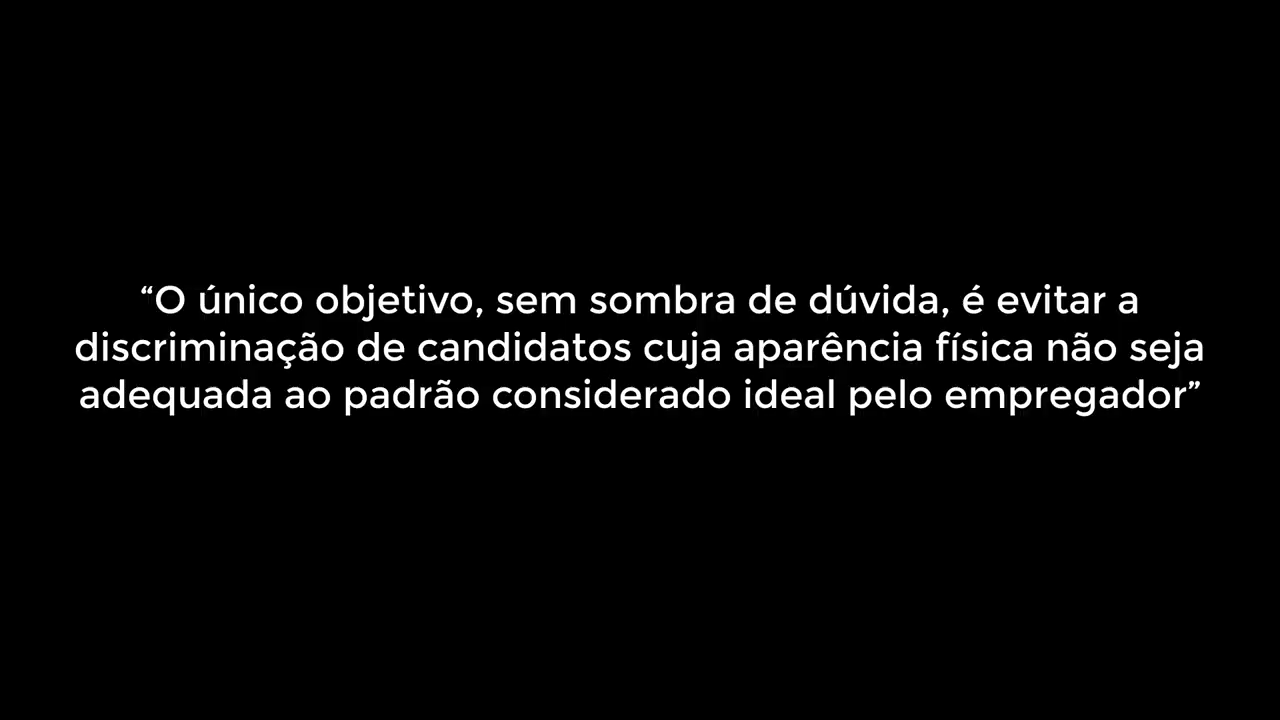 “O único objetivo, sem sombra de dúvida, é evitar a
discriminação de candidatos cuja aparência física não seja
adequada ao padrão considerado ideal pelo empregador”